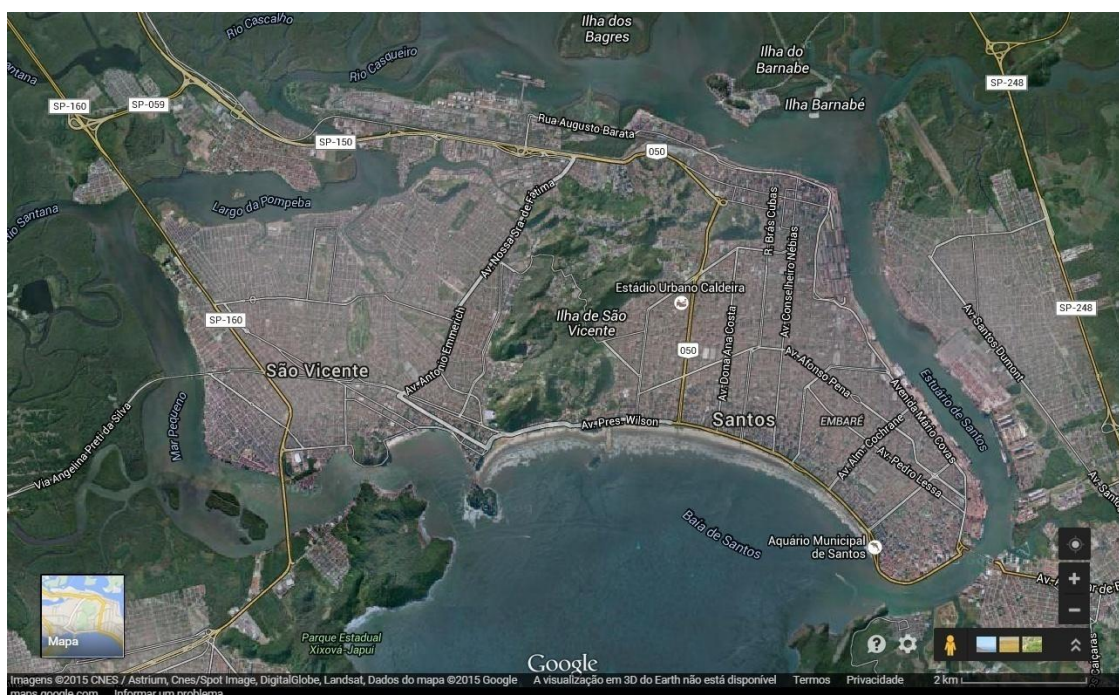 Rio Cascalho
Ilha dos
Bagres
Rio Casqueiro
Ilha do
Barnabe
Ilha Barnabé
Santana
SP-160
SP-059
SP-150
SP-248
Rua Augusto Barata
050
Largo da Pompeba
Rio Santana
Av. Nossa Sra. de Fátima
R. Brás Cubas
Av. Conselheiro Nébias
Estádio Urbano Caldeira
Ilha de São
Vicente
SP-160
SP-248
Av. Antonio Emmerich
050
Av. Dona Ana Costa
Av. Santos Dumont
Av. Afonso Pena
São Vicente
Mar Pequeno
Via Angelina Preti da Silva
Av. Pres. Wilson
Santos
EMBARÉ
Avenida Mário Covas
Estuário de Santos
Av. Alm. Cochrane
Av. Pedro Lessa
Baía de Santos
Aquário Municipal
de Santos
Mapa
Parque Estadual
Xixová-Japuí
Google
Imagens ©2015 CNES / Astrium, Cnes/Spot Image, DigitalGlobe, Landsat, Dados do mapa ©2015 Google A visualização em 3D do Earth não está disponível Termos Privacidade 2 km
maps.google.com Informar um problema